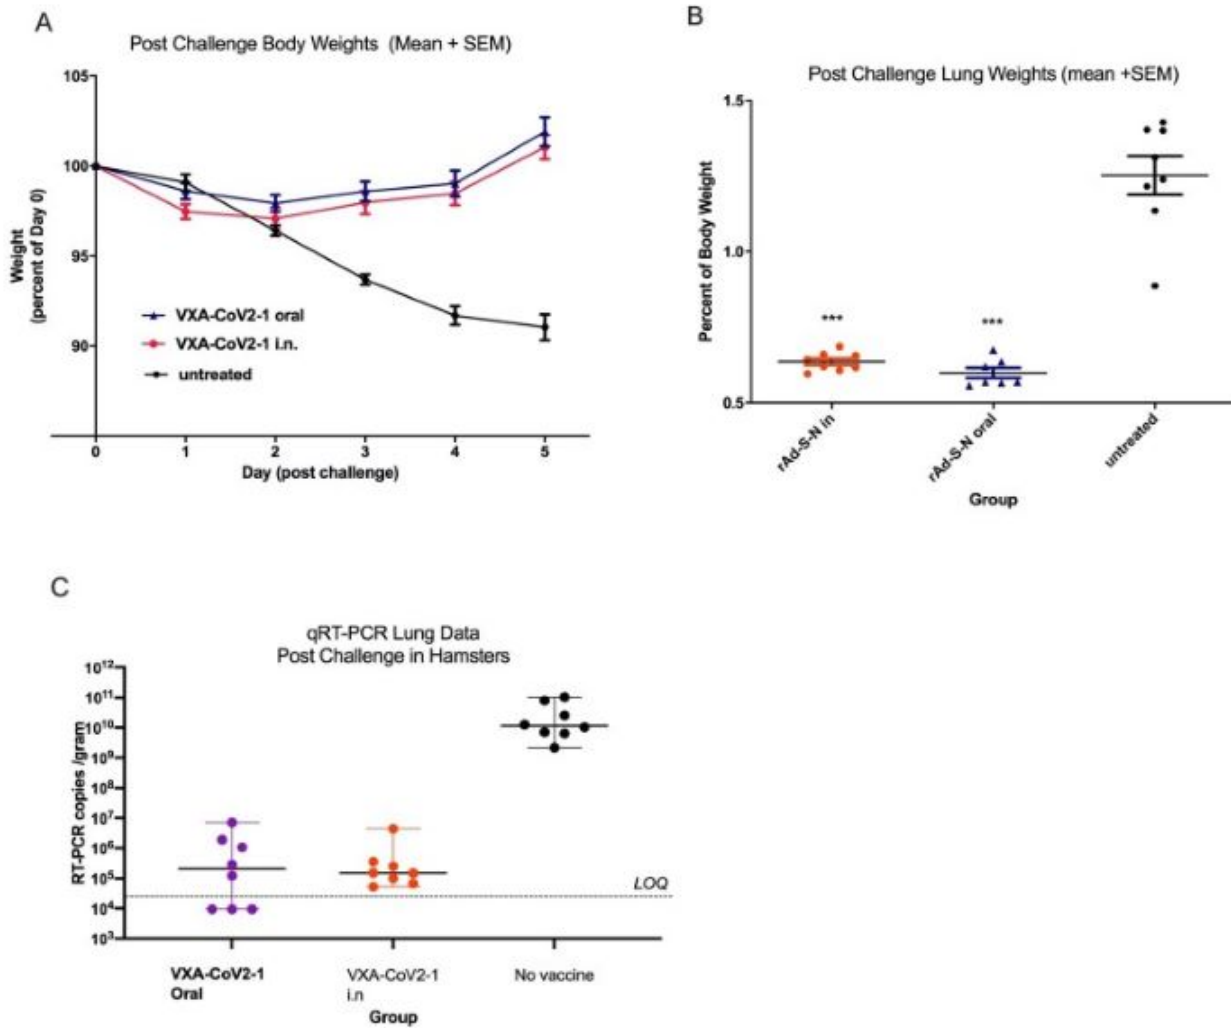 A
Post Challenge Body Weights (Mean + SEM)
105
100
95
90
Weight
(percent of Day 0)
VXA-CoV2-1 oral
VXA-CoV2-1 i.n.
untreated
0 1 2 3 4 5
Day (post challenge)
B
Post Challenge Lung Weights (mean +SEM)
1.5
1.0
0.5
Percent of Body Weight
***
***
rAd-S-N in
rAd-S-N oral
untreated
Group
C
qRT-PCR Lung Data
Post Challenge in Hamsters
10¹²
10¹¹
10¹⁰
10⁹
10⁸
10⁷
10⁶
10⁵
10⁴
10³
RT-PCR copies /gram
LOQ
VXA-CoV2-1
Oral
VXA-CoV2-1
i.n
No vaccine
Group